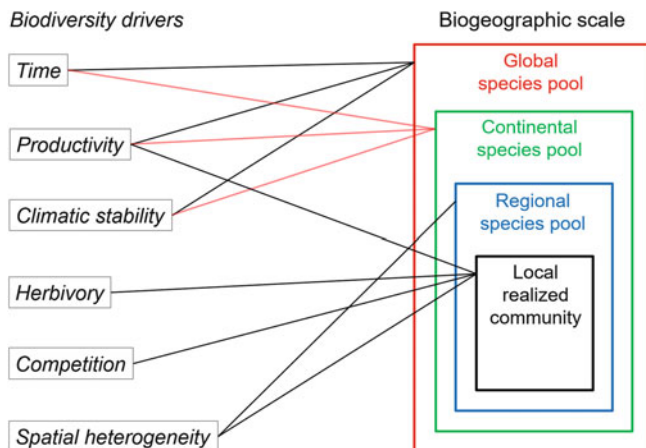 Biodiversity drivers
Biogeographic scale
Time
Productivity
Climatic stability
Herbivory
Competition
Spatial heterogeneity
Global
species pool
Continental
species pool
Regional
species pool
Local
realized
community